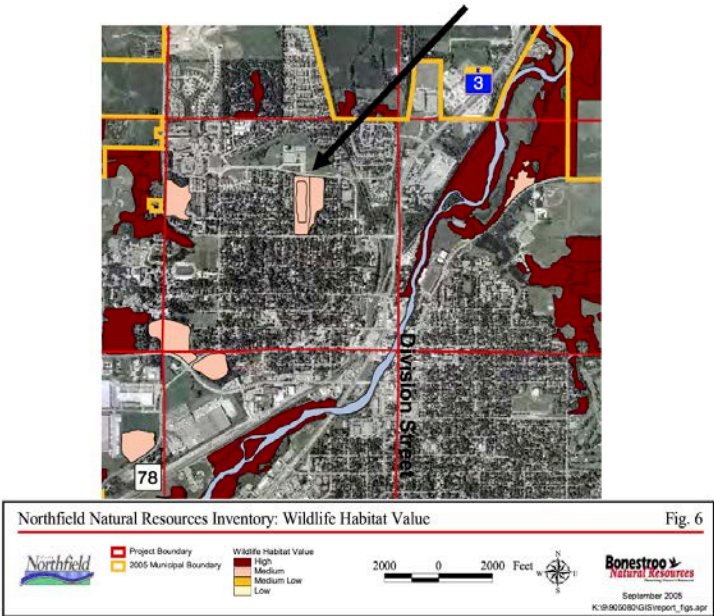 3
Division Street
78
Northfield Natural Resources Inventory: Wildlife Habitat Value
Fig. 6
Northfield
Project Boundary
2005 Municipal Boundary
Wildlife Habitat Value
High
Medium
Medium Low
Low
2000 0 2000 Feet
N
W
S
Bonestroo
Natural Resources
September 2005